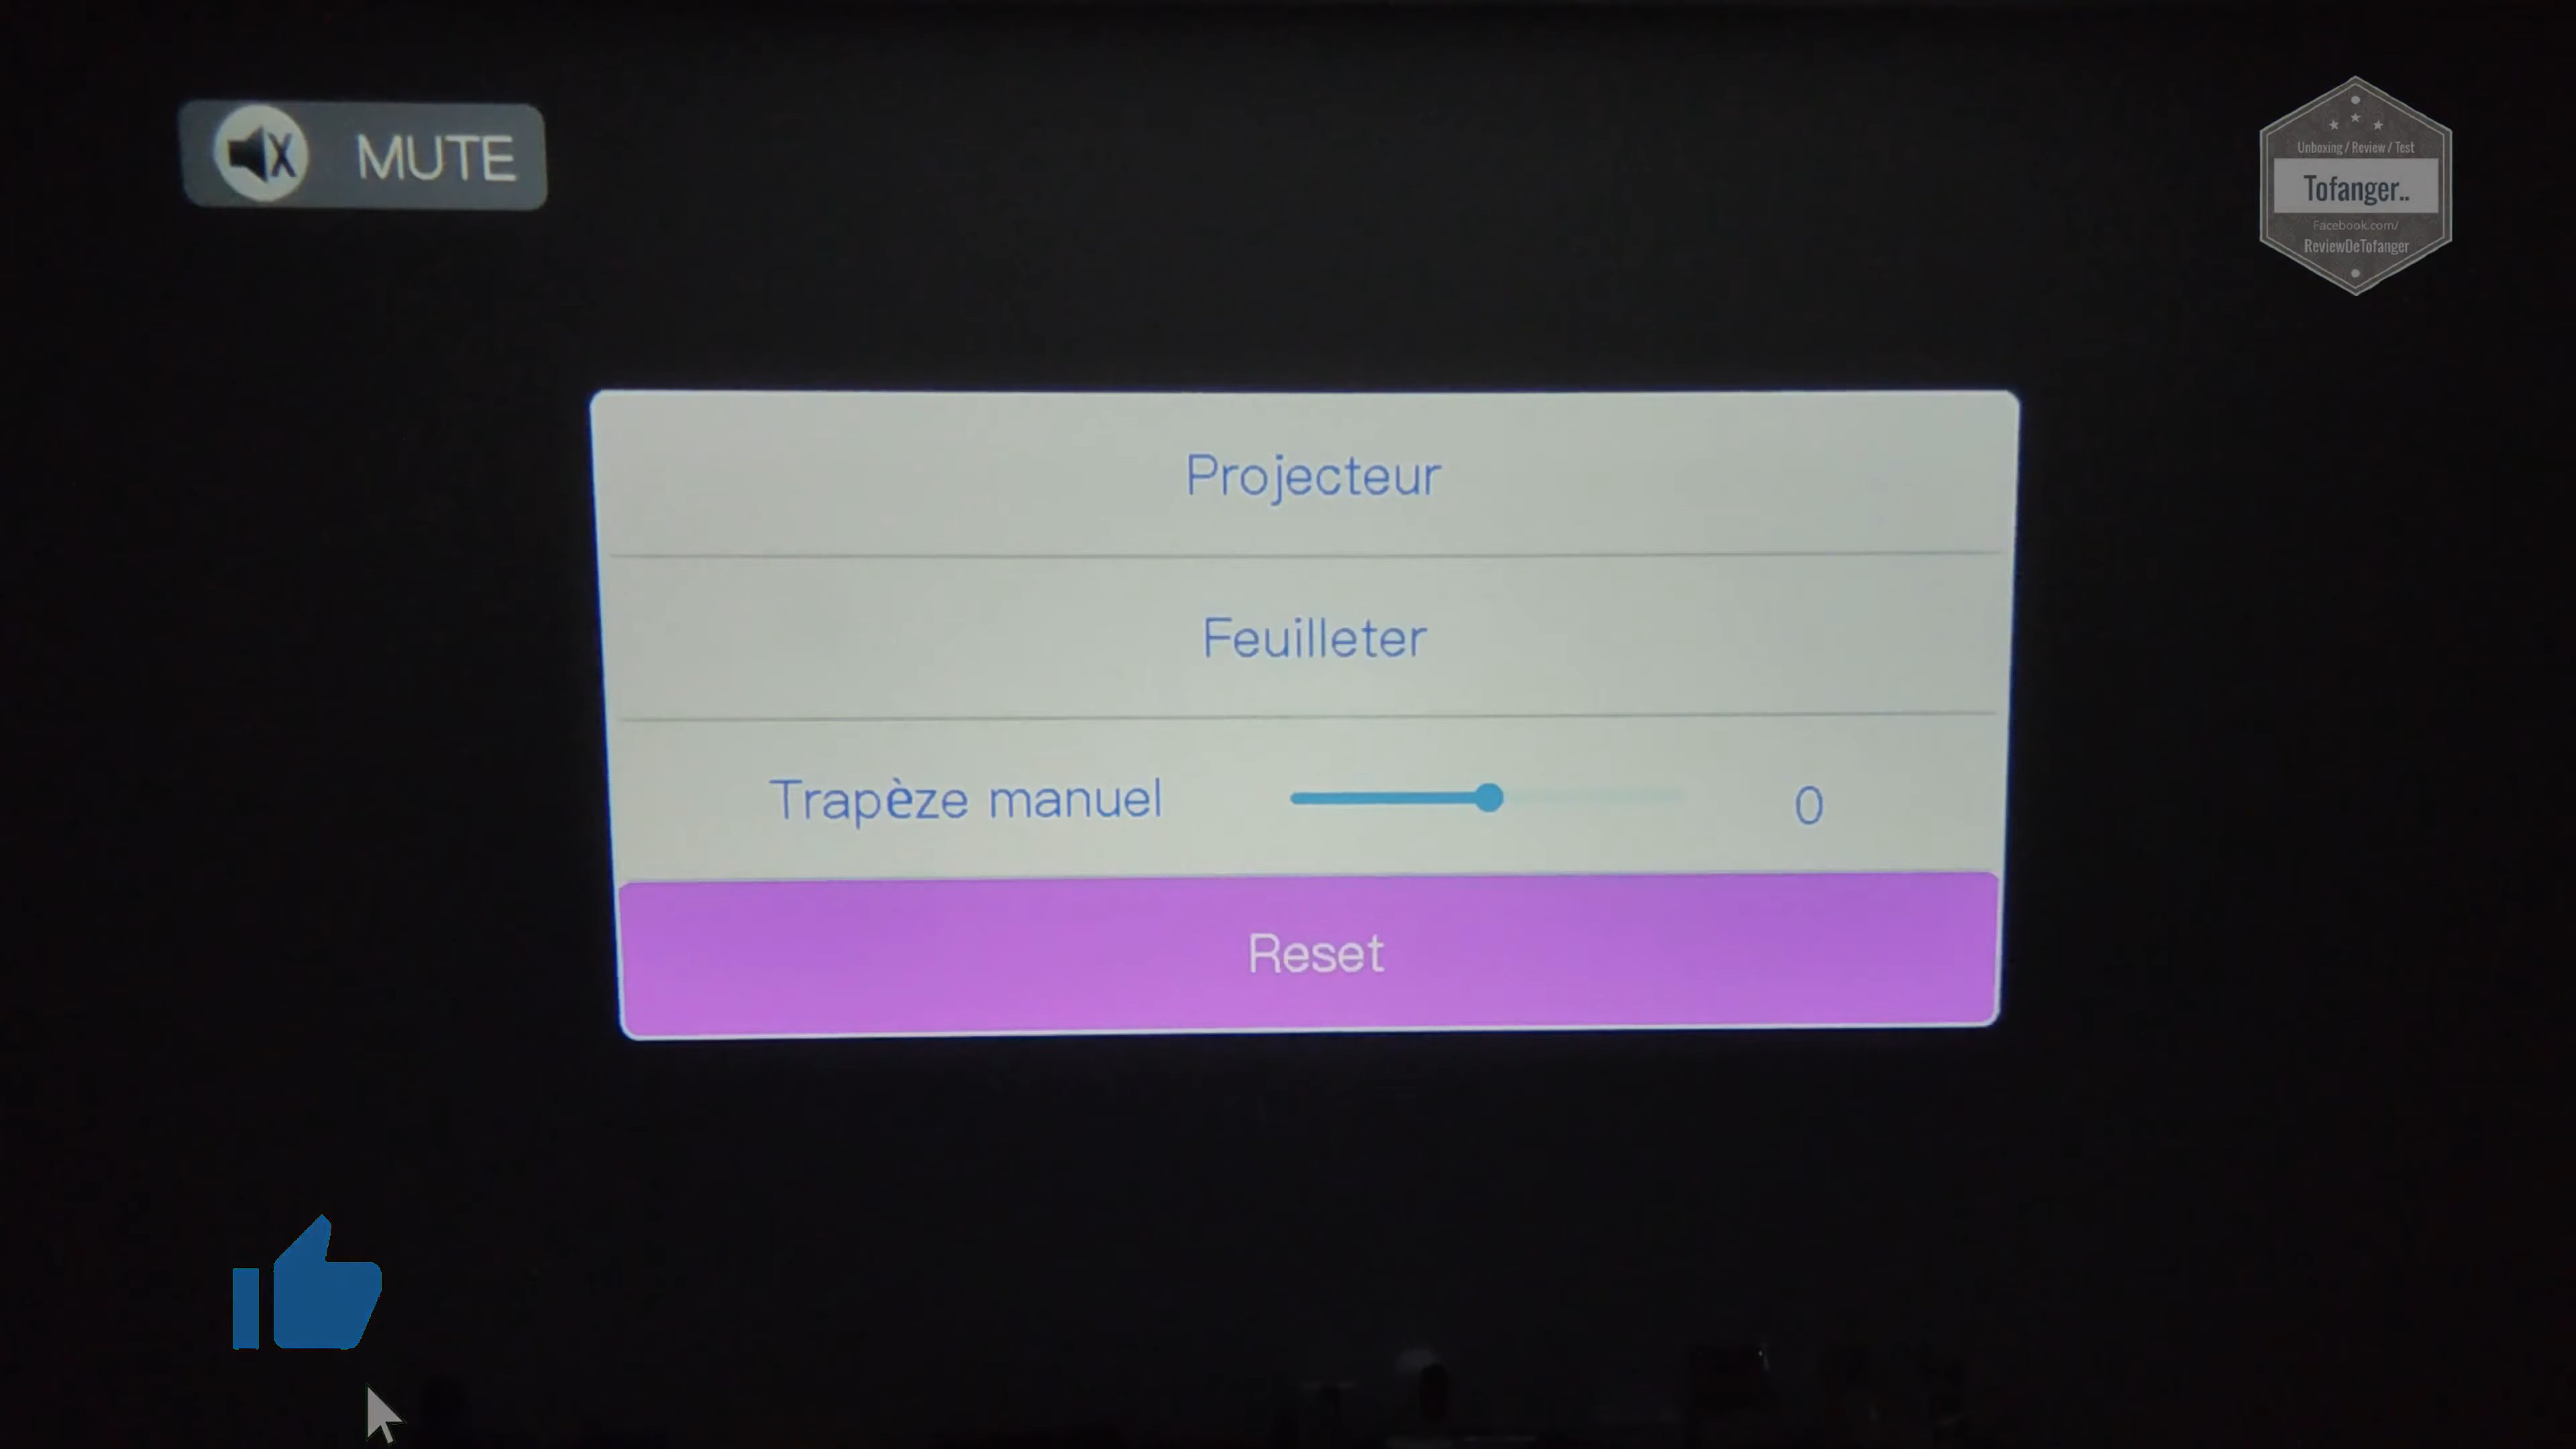 MUTE
Unboxing / Review / Test
Tofanger..
Facebook.com/
ReviewDeTofanger
Projecteur
Feuilleter
Trapèze manuel 0
Reset